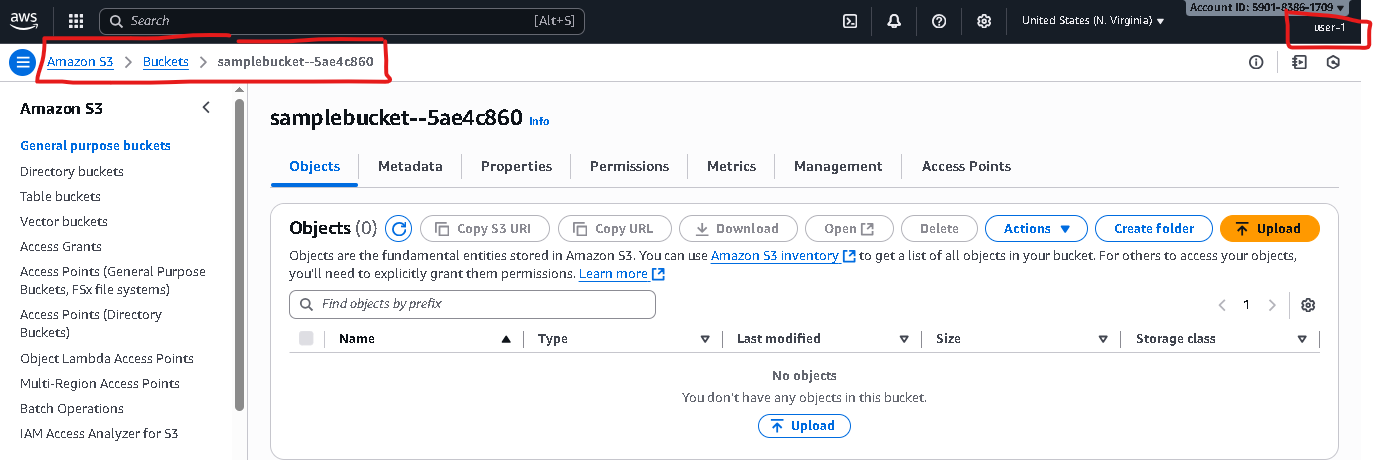 aws
Search [Alt+S]
United States (N. Virginia)
Account ID: 5901-8386-1709
user-1
Amazon S3 > Buckets > samplebucket--5ae4c860
Amazon S3
General purpose buckets
Directory buckets
Table buckets
Vector buckets
Access Grants
Access Points (General Purpose
Buckets, FSx file systems)
Access Points (Directory
Buckets)
Object Lambda Access Points
Multi-Region Access Points
Batch Operations
IAM Access Analyzer for S3
samplebucket--5ae4c860 Info
Objects Metadata Properties Permissions Metrics Management Access Points
Objects (0) Copy S3 URI Copy URL Download Open Delete Actions Create folder Upload
Objects are the fundamental entities stored in Amazon S3. You can use Amazon S3 inventory to get a list of all objects in your bucket. For others to access your objects,
you'll need to explicitly grant them permissions. Learn more
Find objects by prefix
1
Name Type Last modified Size Storage class
No objects
You don't have any objects in this bucket.
Upload